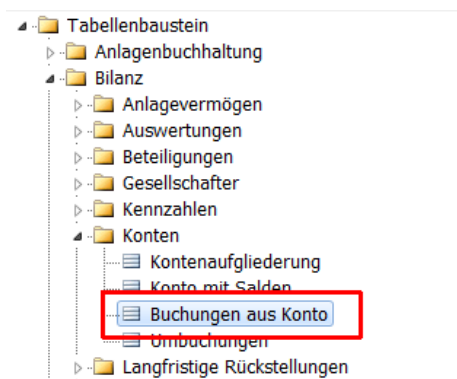 Tabellenbaustein
Anlagenbuchhaltung
Bilanz
Anlagevermögen
Auswertungen
Beteiligungen
Gesellschafter
Kennzahlen
Konten
Kontenaufgliederung
Konto mit Salden
Buchungen aus Konto
Umbuchungen
Langfristige Rückstellungen